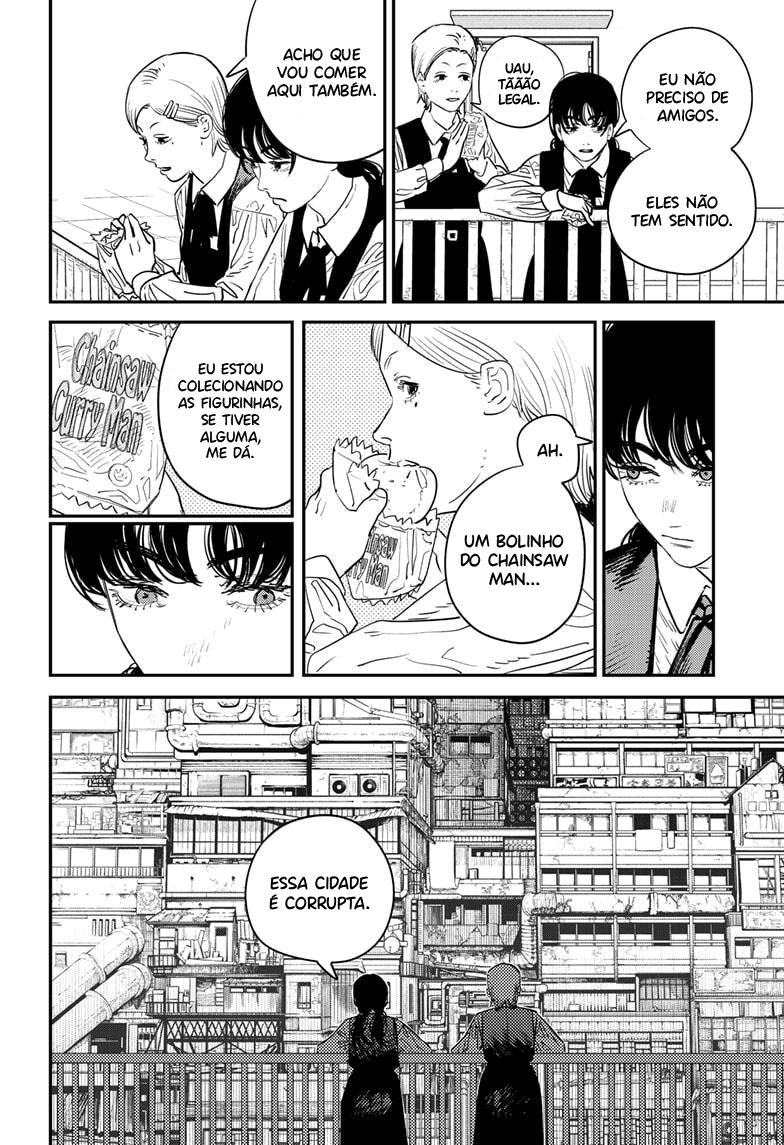 EU NÃO
PRECISO DE
AMIGOS.
ELES NÃO
TEM SENTIDO.
UAU,
TÃÃÃO
LEGAL.
ACHO QUE
VOU COMER
AQUI TAMBÉM.
AH.
UM BOLINHO
DO CHAINSAW
MAN...
EU ESTOU
COLECIONANDO
AS FIGURINHAS,
SE TIVER
ALGUMA,
ME DÁ.
Chainsaw
Curry Man
ESSA CIDADE
É CORRUPTA.